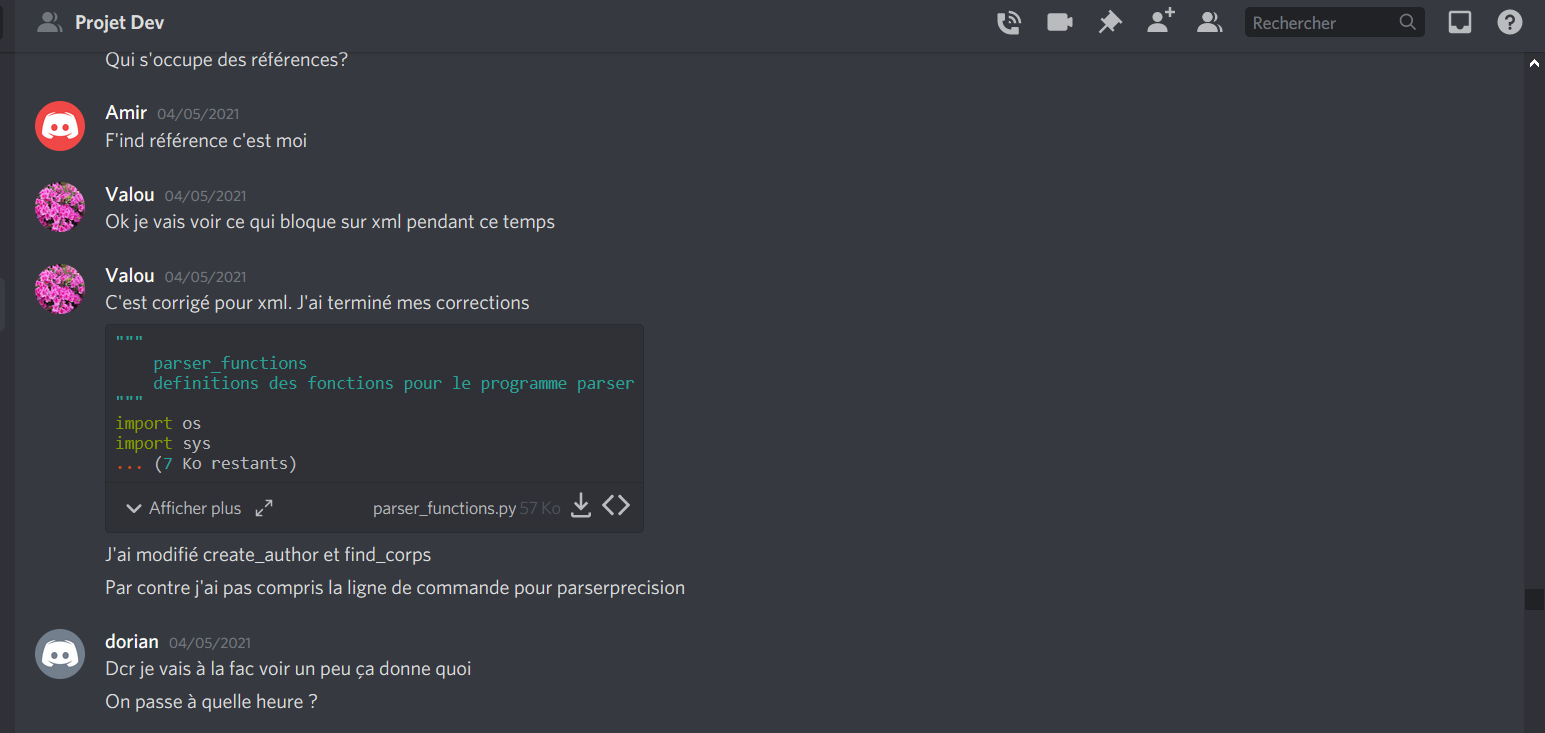 Projet Dev
Rechercher
Qui s'occupe des références?
Amir 04/05/2021
F'ind référence c'est moi
Valou 04/05/2021
Ok je vais voir ce qui bloque sur xml pendant ce temps
Valou 04/05/2021
C'est corrigé pour xml. J'ai terminé mes corrections
"""
parser_functions
definitions des fonctions pour le programme parser
"""
import os
import sys
... (7 Ko restants)
Afficher plus parser_functions.py 57 Ko
J'ai modifié create_author et find_corps
Par contre j'ai pas compris la ligne de commande pour parserprecision
dorian 04/05/2021
Dcr je vais à la fac voir un peu ça donne quoi
On passe à quelle heure ?